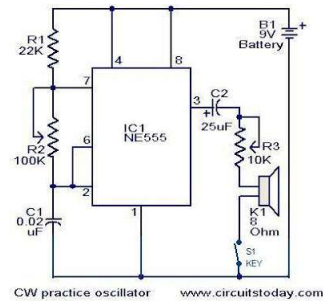 B1
9V
Battery
+
R1
22K
4
8
7
3
C2
+
25uF
IC1
NE555
R2
100K
6
2
R3
10K
C1
0.02
uF
1
K1
8
Ohm
S1
KEY
CW practice oscillator
www.circuitstoday.com